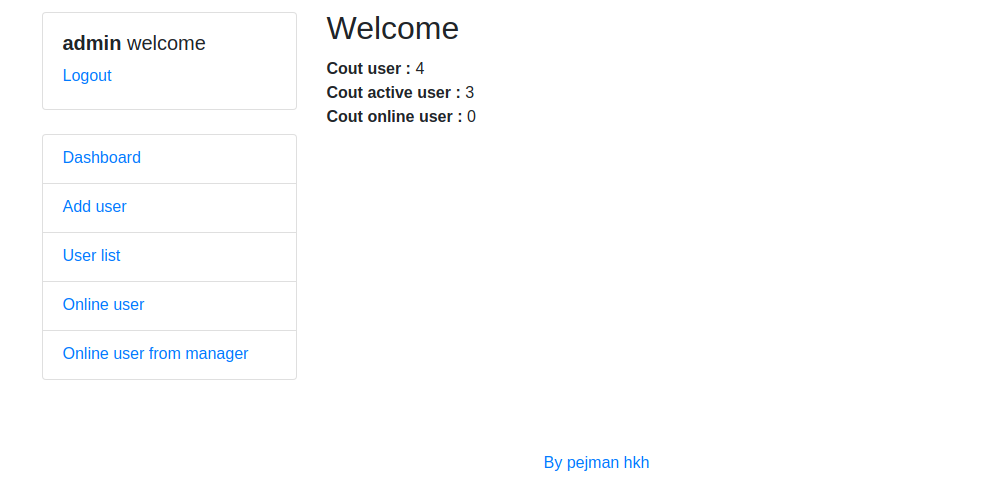 admin welcome
Logout
Dashboard
Add user
User list
Online user
Online user from manager
Welcome
Cout user : 4
Cout active user : 3
Cout online user : 0
By pejman hkh